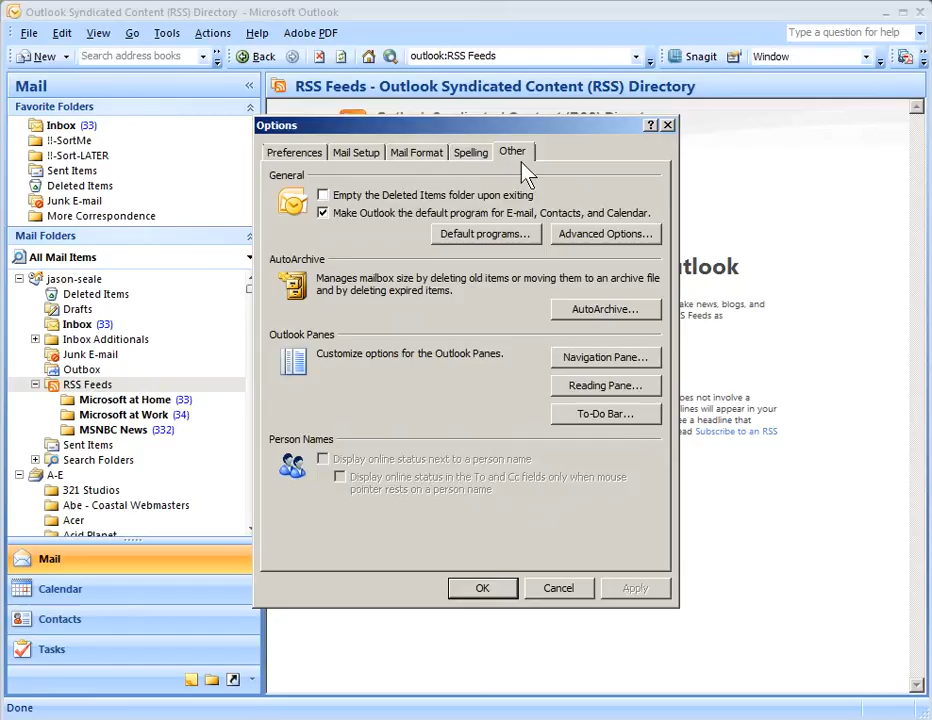 Outlook Syndicated Content (RSS) Directory - Microsoft Outlook
File Edit View Go Tools Actions Help Adobe PDF
Type a question for help
New Search address books Back outlook:RSS Feeds Snagit Window
Mail «
RSS Feeds - Outlook Syndicated Content (RSS) Directory
Favorite Folders
Inbox (33)
!!-SortMe
!!-Sort-LATER
Sent Items
Deleted Items
Junk E-mail
More Correspondence
Mail Folders
All Mail Items
jason-seale
Deleted Items
Drafts
Inbox (33)
Inbox Additionals
Junk E-mail
Outbox
RSS Feeds
Microsoft at Home (33)
Microsoft at Work (34)
MSNBC News (332)
Sent Items
Search Folders
A-E
321 Studios
Abe - Coastal Webmasters
Acer
Acid Planet
Mail
Calendar
Contacts
Tasks
Done
Options
Preferences Mail Setup Mail Format Spelling Other
General
Empty the Deleted Items folder upon exiting
Make Outlook the default program for E-mail, Contacts, and Calendar.
Default programs... Advanced Options...
AutoArchive
Manages mailbox size by deleting old items or moving them to an archive file
and by deleting expired items.
AutoArchive...
Outlook Panes
Customize options for the Outlook Panes.
Navigation Pane...
Reading Pane...
To-Do Bar...
Person Names
Display online status next to a person name
Display online status in the To and Cc fields only when mouse
pointer rests on a person name
OK Cancel Apply
tlook
ake news, blogs, and
S Feeds as
oes not involve a
lines will appear in your
e a headline that
ad Subscribe to an RSS